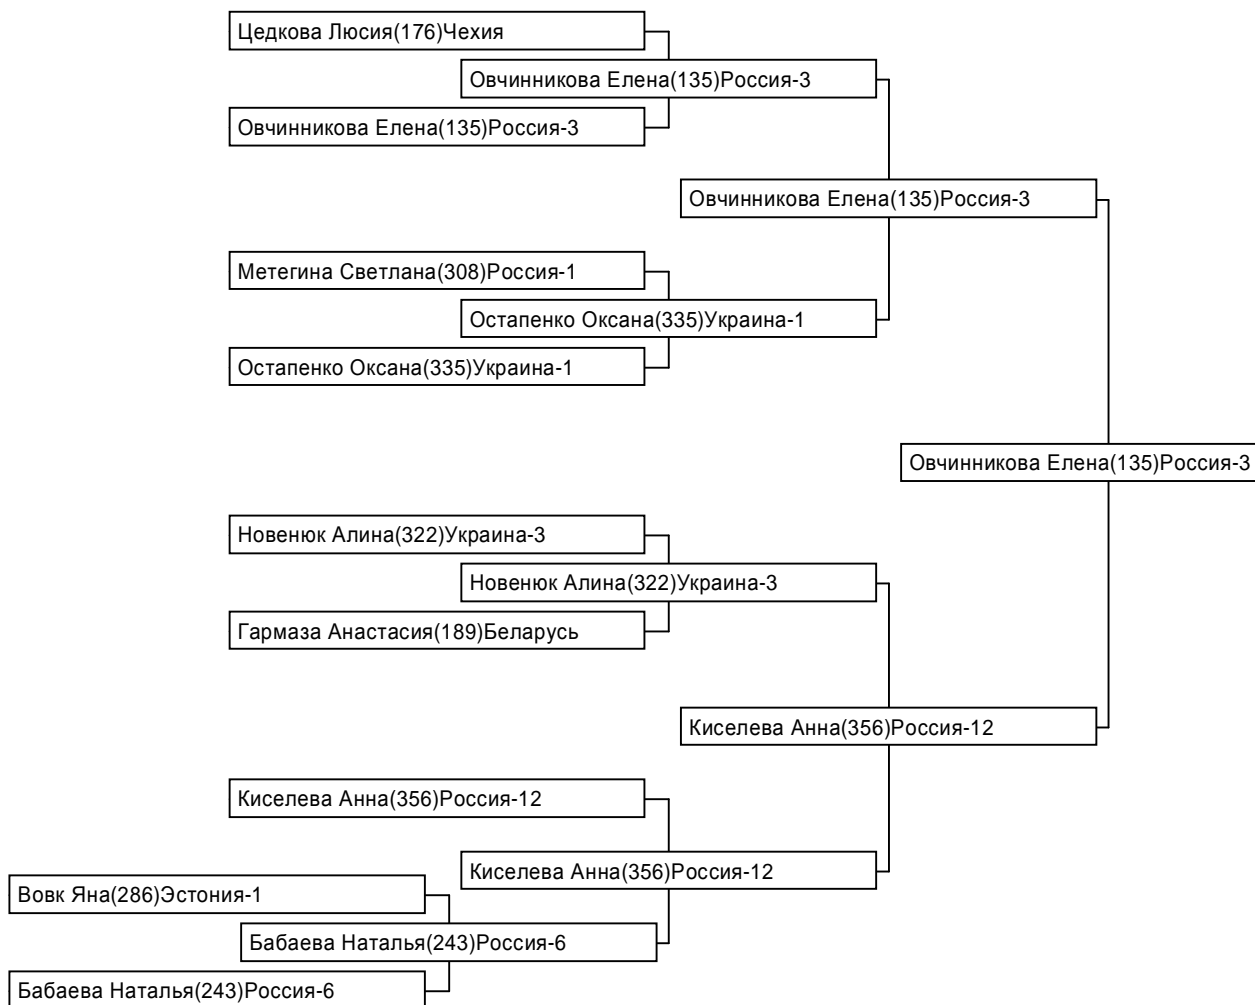 Цедкова Люсия(176)Чехия
Овчинникова Елена(135)Россия-3
Овчинникова Елена(135)Россия-3
Овчинникова Елена(135)Россия-3
Метегина Светлана(308)Россия-1
Остапенко Оксана(335)Украина-1
Остапенко Оксана(335)Украина-1
Овчинникова Елена(135)Россия-3
Новенюк Алина(322)Украина-3
Новенюк Алина(322)Украина-3
Гармаза Анастасия(189)Беларусь
Киселева Анна(356)Россия-12
Киселева Анна(356)Россия-12
Киселева Анна(356)Россия-12
Вовк Яна(286)Эстония-1
Бабаева Наталья(243)Россия-6
Бабаева Наталья(243)Россия-6